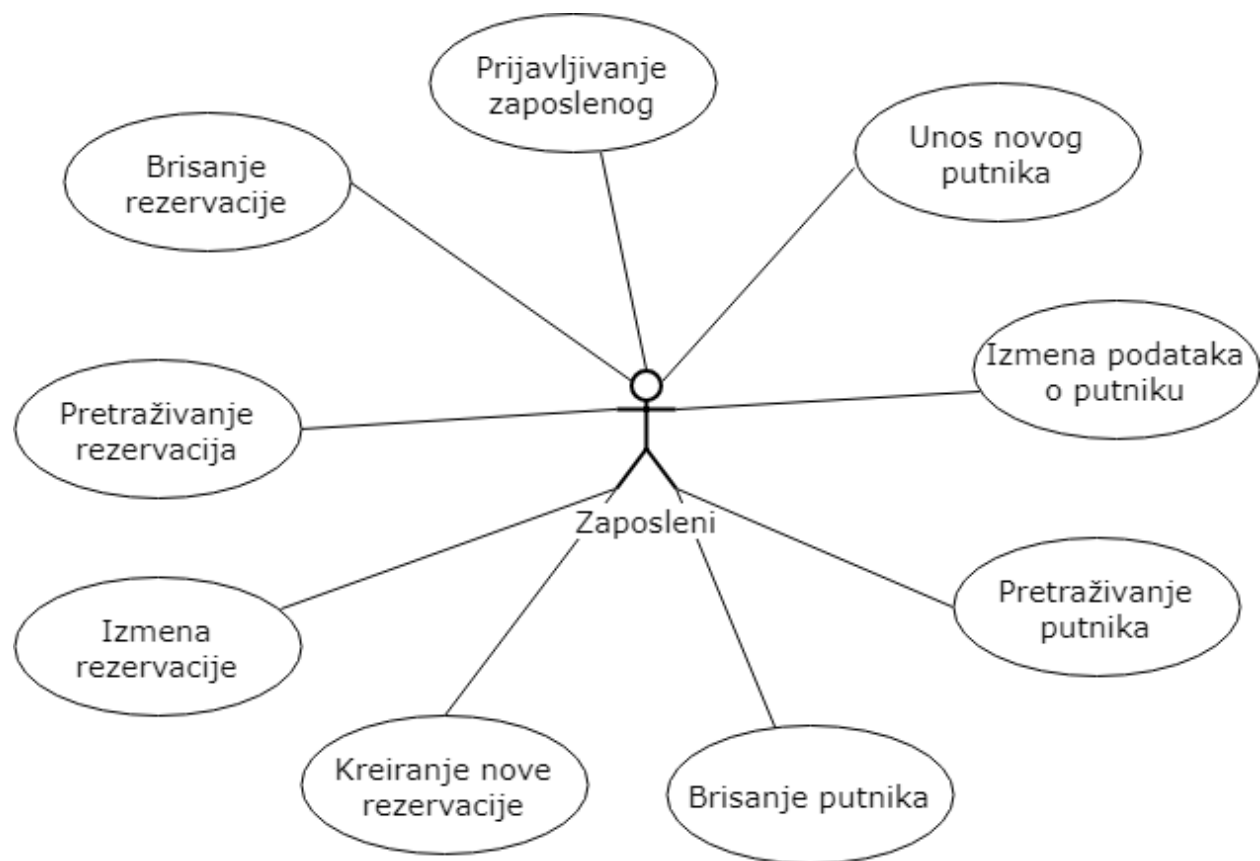 Prijavljivanje
zaposlenog
Unos novog
putnika
Brisanje
rezervacije
Izmena podataka
o putniku
Pretraživanje
rezervacija
Zaposleni
Pretraživanje
putnika
Izmena
rezervacije
Kreiranje nove
rezervacije
Brisanje putnika